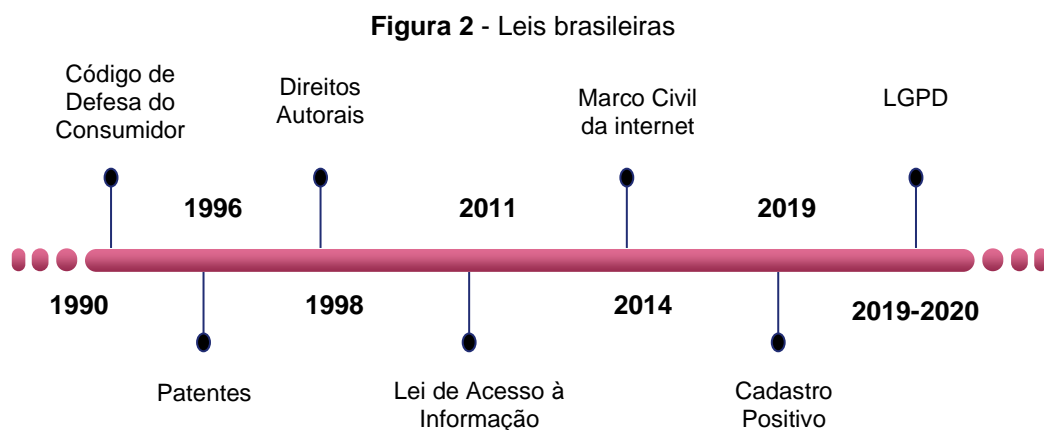 Figura 2 - Leis brasileiras
Código de
Defesa do
Consumidor
Direitos
Autorais
Marco Civil
da internet
LGPD
1996
2011
2019
1990
1998
2014
2019-2020
Patentes
Lei de Acesso à
Informação
Cadastro
Positivo